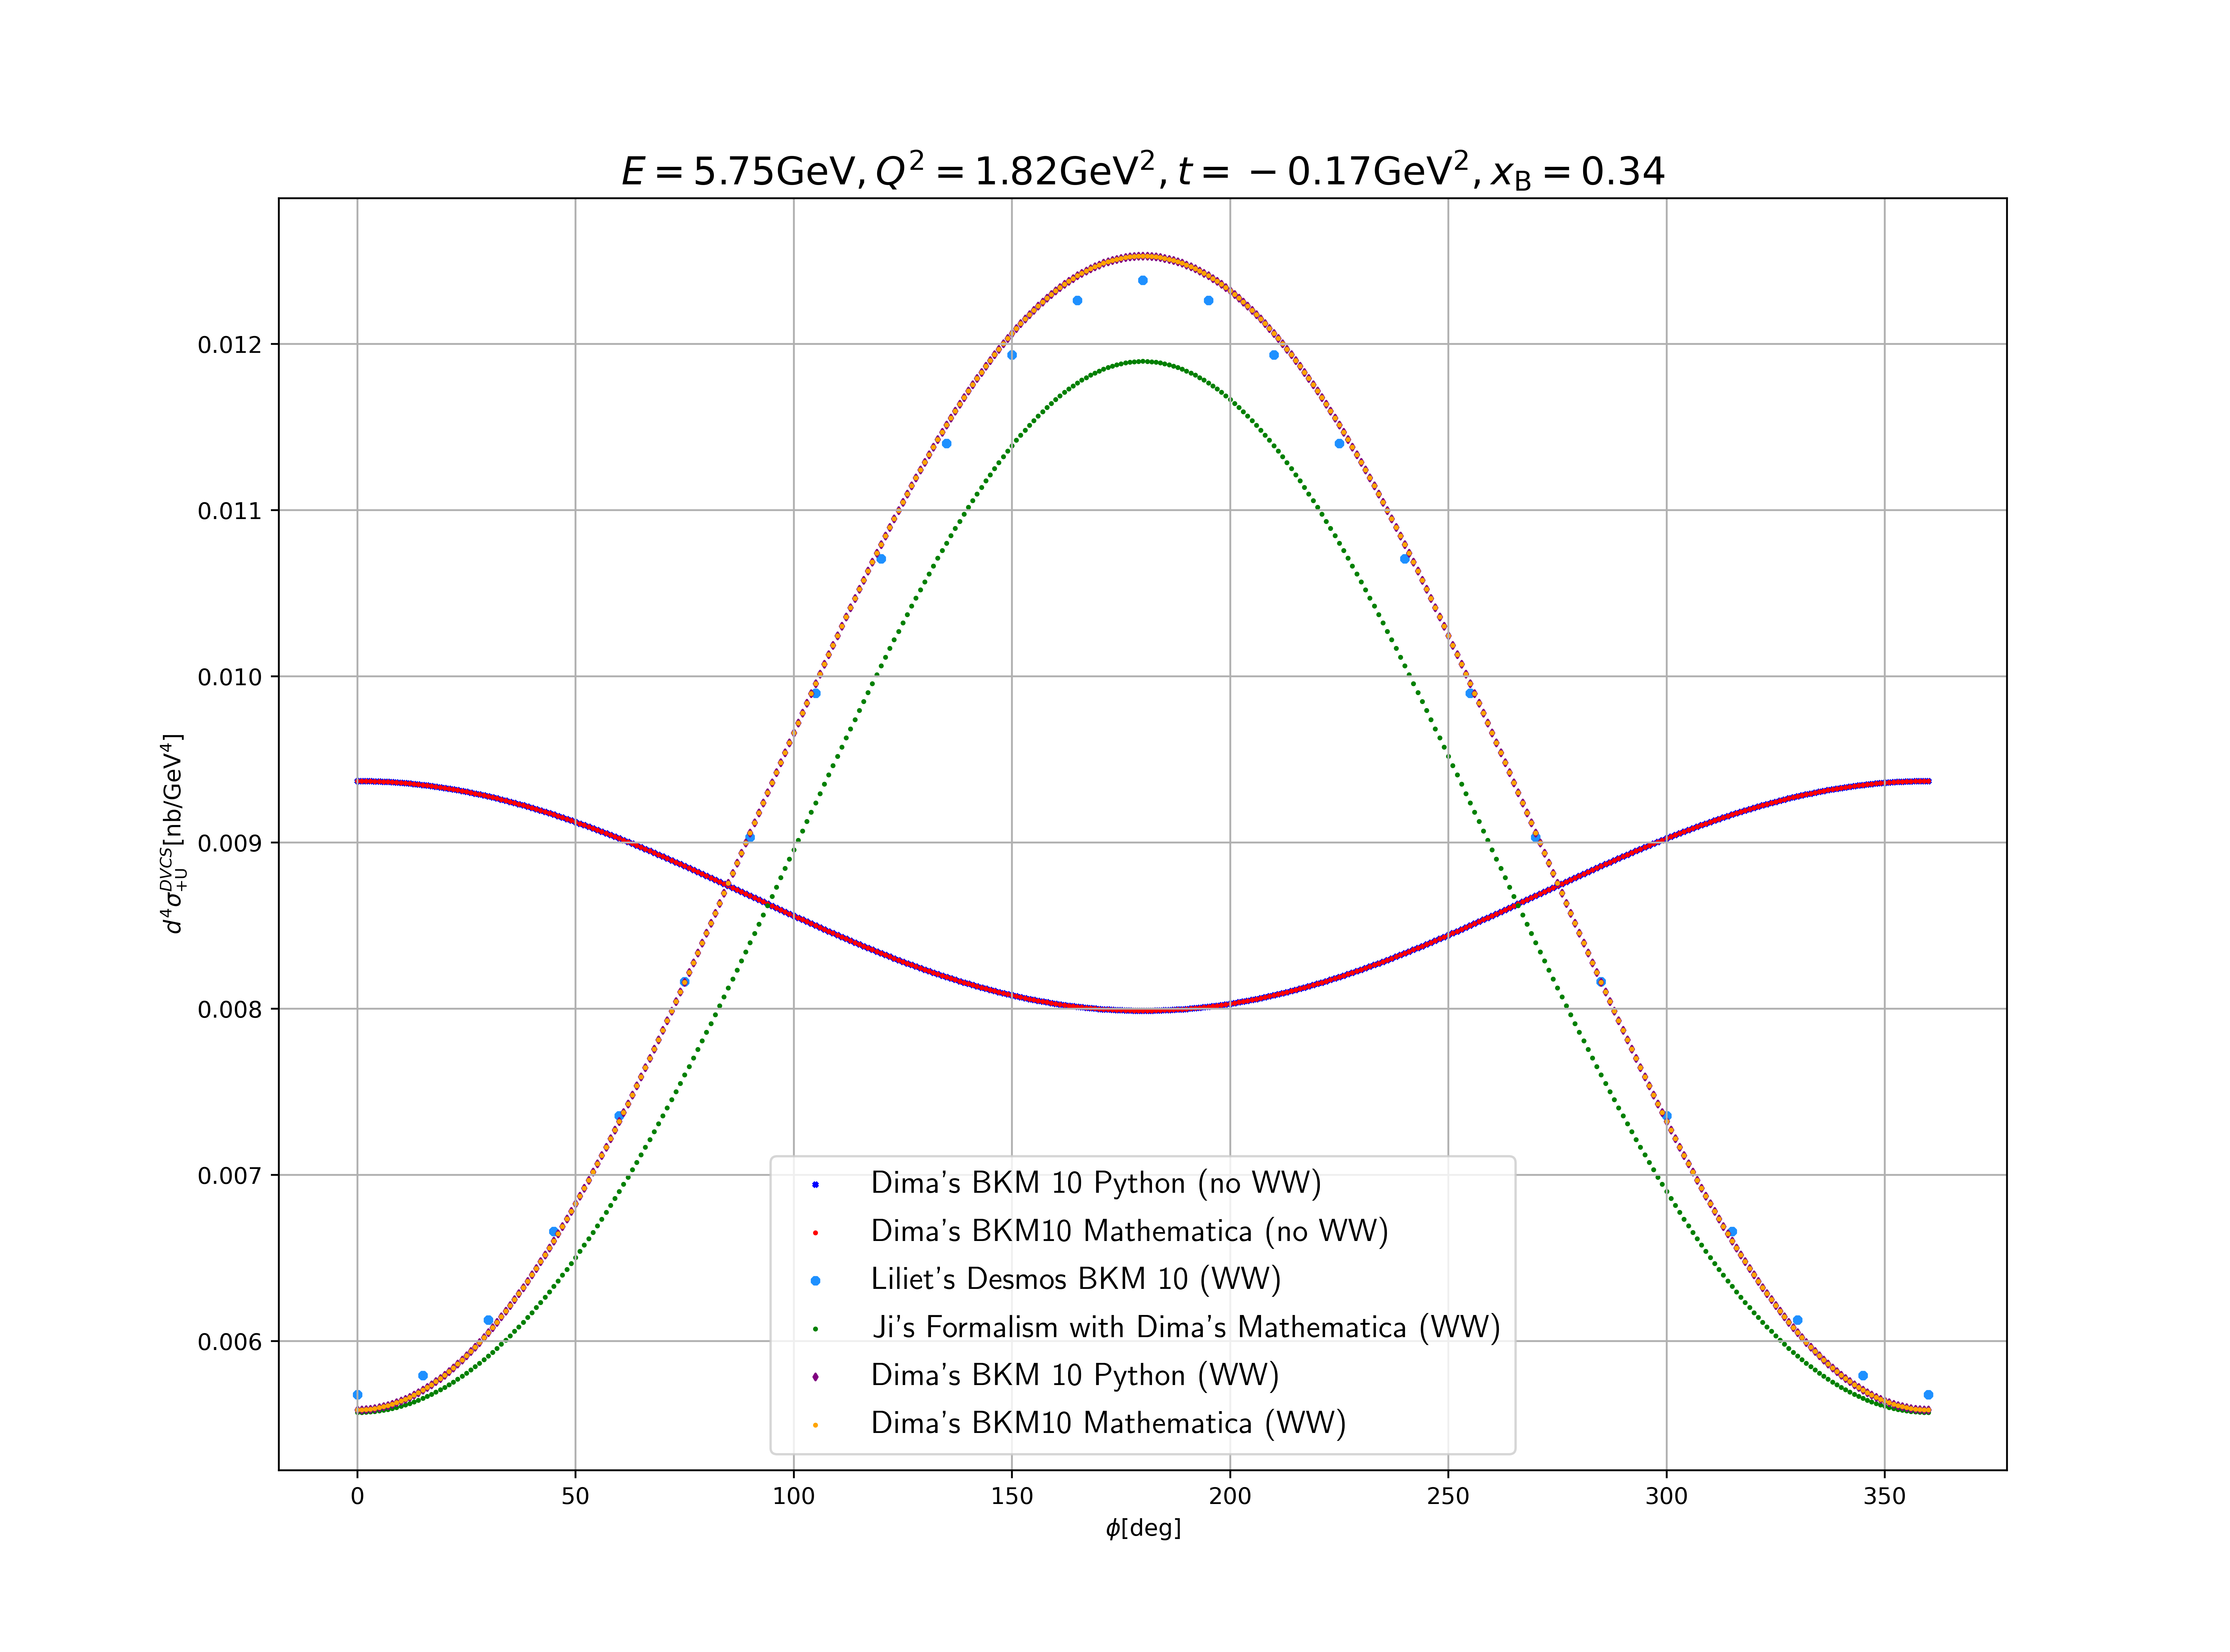 E = 5.75GeV, Q² = 1.82GeV², t = −0.17GeV², x_B = 0.34
d⁴σ_{+U}^{DVCS}[nb/GeV⁴]
0.012
0.011
0.010
0.009
0.008
0.007
0.006
Dima's BKM 10 Python (no WW)
Dima's BKM10 Mathematica (no WW)
Liliet's Desmos BKM 10 (WW)
Ji's Formalism with Dima's Mathematica (WW)
Dima's BKM 10 Python (WW)
Dima's BKM10 Mathematica (WW)
0 50 100 150 200 250 300 350
ϕ[deg]